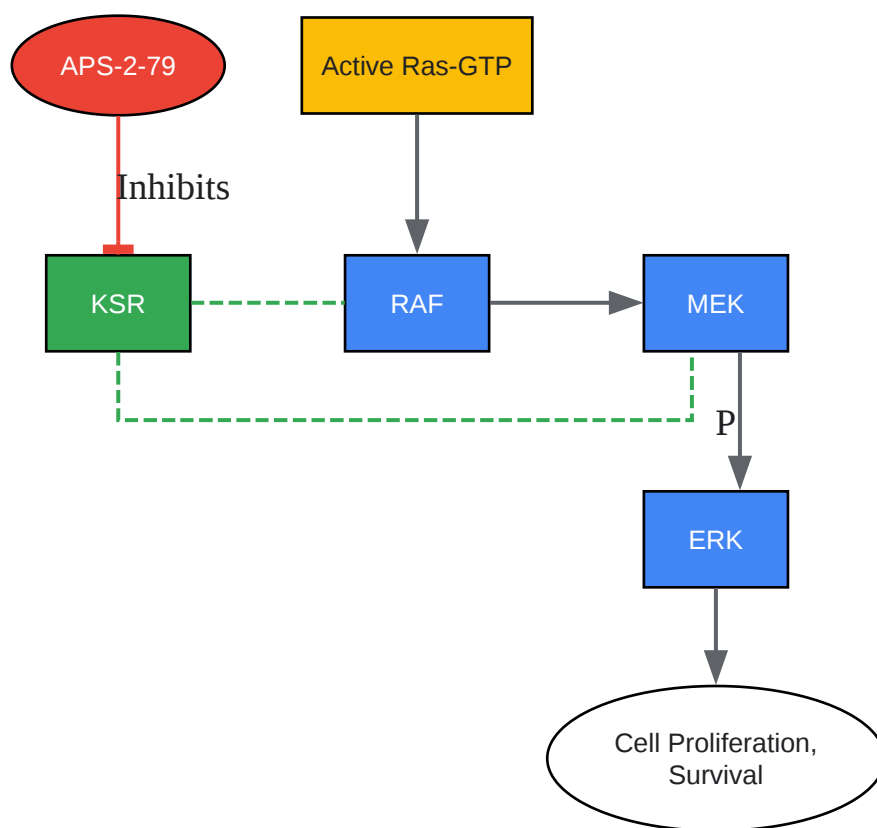 APS-2-79
Active Ras-GTP
Inhibits
KSR
RAF
MEK
P
ERK
Cell Proliferation,
Survival